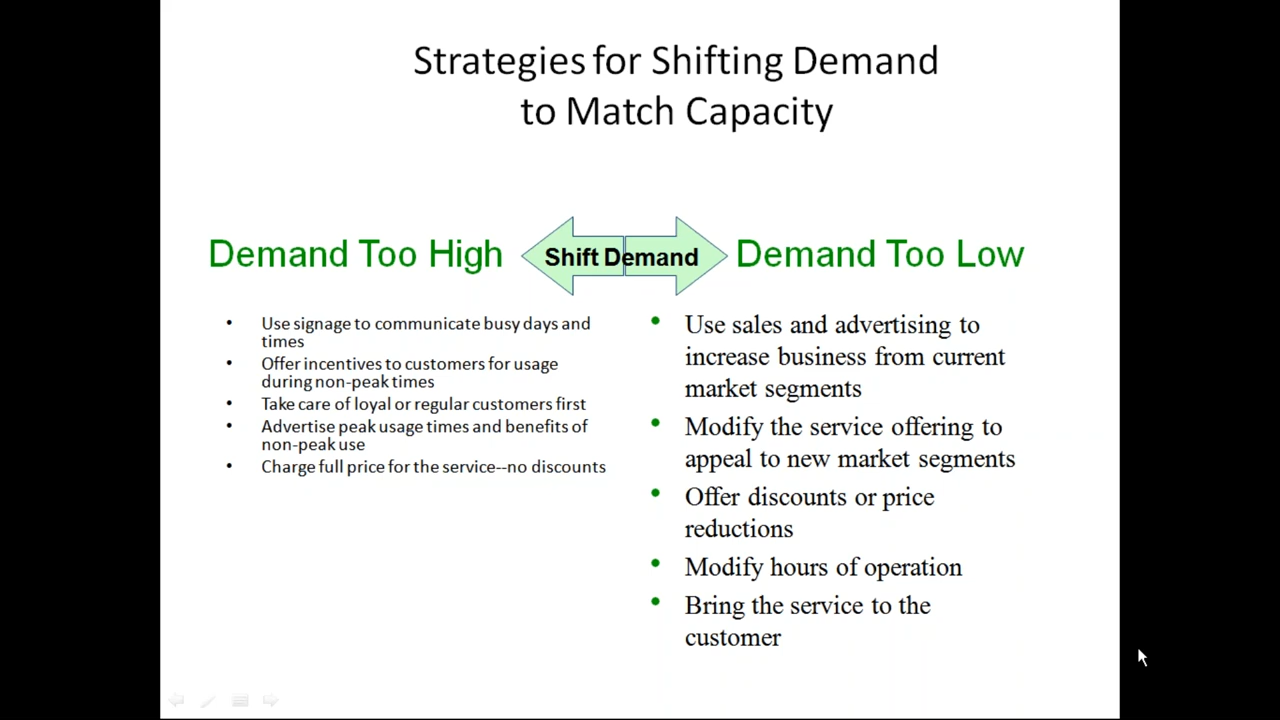 Strategies for Shifting Demand
to Match Capacity
Demand Too High
Shift Demand
Demand Too Low
• Use signage to communicate busy days and
times
• Offer incentives to customers for usage
during non-peak times
• Take care of loyal or regular customers first
• Advertise peak usage times and benefits of
non-peak use
• Charge full price for the service--no discounts
• Use sales and advertising to
increase business from current
market segments
• Modify the service offering to
appeal to new market segments
• Offer discounts or price
reductions
• Modify hours of operation
• Bring the service to the
customer